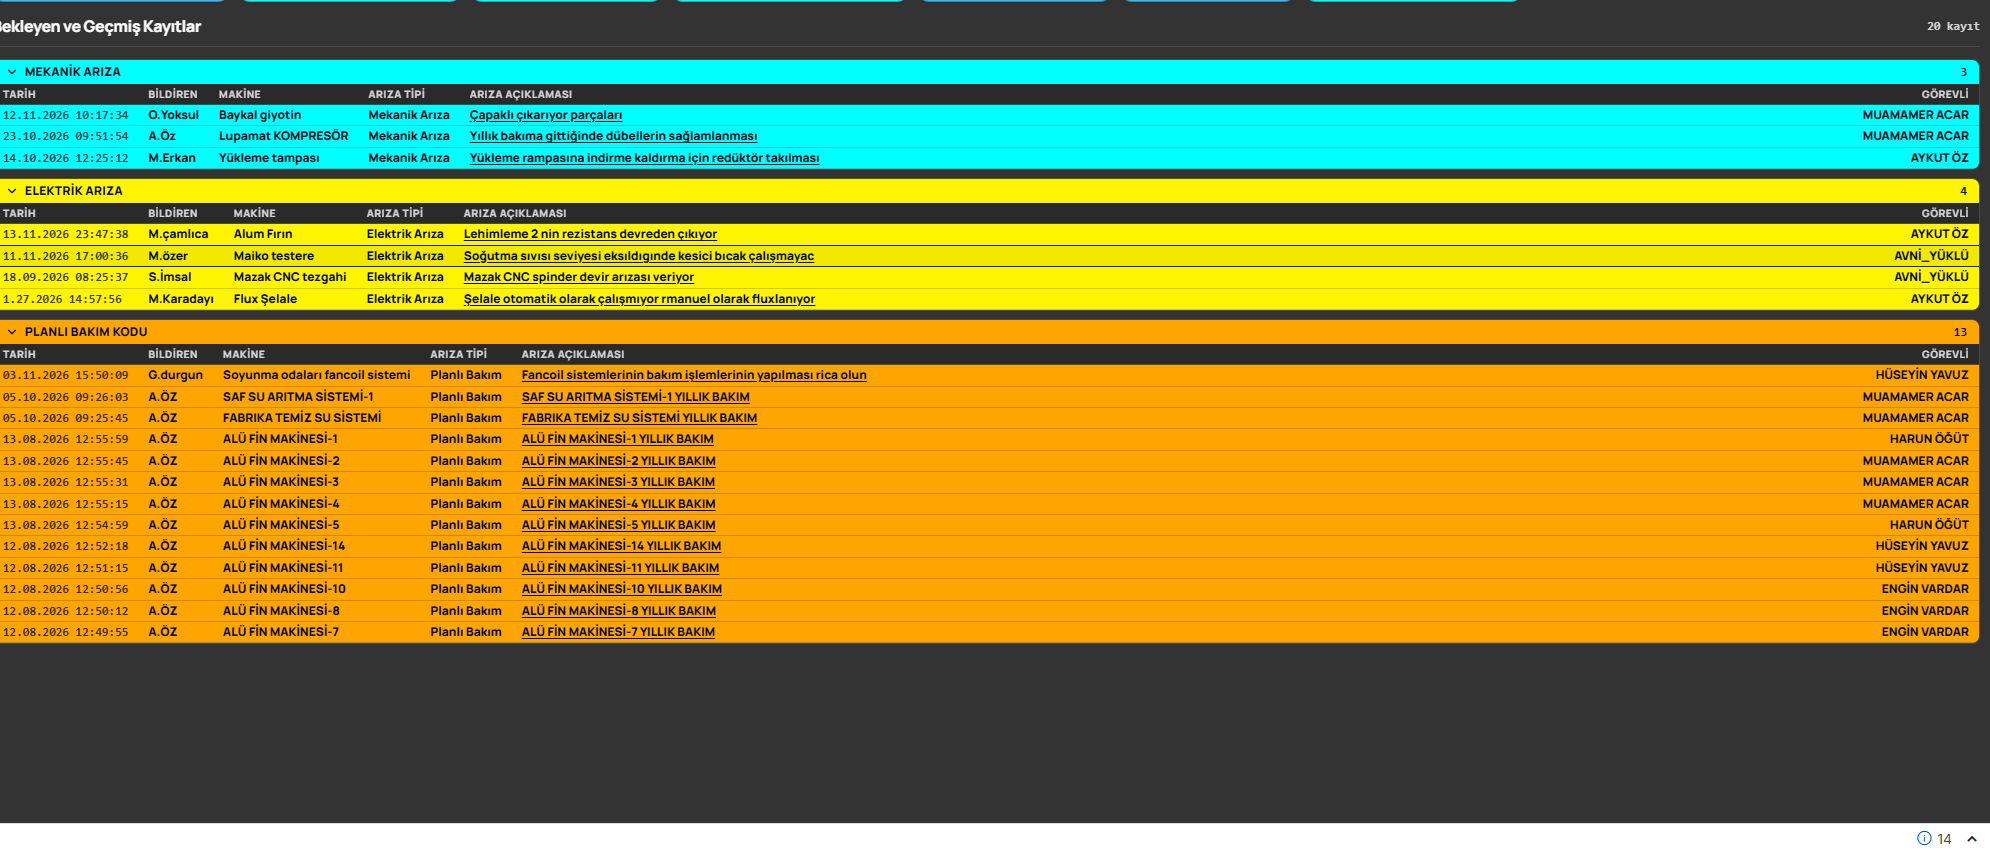 Bekleyen ve Geçmiş Kayıtlar 20 kayıt
MEKANİK ARIZA 3
TARİH BİLDİREN MAKİNE ARIZA TİPİ ARIZA AÇIKLAMASI GÖREVLİ
12.11.2026 10:17:34 O.Yoksul Baykal giyotin Mekanik Arıza Çapaklı çıkarıyor parçaları MUAMAMER ACAR
23.10.2026 09:51:54 A.Öz Lupamat KOMPRESÖR Mekanik Arıza Yıllık bakıma gittiğinde dübellerin sağlamlanması MUAMAMER ACAR
14.10.2026 12:25:12 M.Erkan Yükleme tampası Mekanik Arıza Yükleme rampasına indirme kaldırma için redüktör takılması AYKUT ÖZ
ELEKTRİK ARIZA 4
TARİH BİLDİREN MAKİNE ARIZA TİPİ ARIZA AÇIKLAMASI GÖREVLİ
13.11.2026 23:47:38 M.çamlıca Alum Fırın Elektrik Arıza Lehimleme 2 nin rezistans devreden çıkıyor AYKUT ÖZ
11.11.2026 17:00:36 M.özer Maiko testere Elektrik Arıza Soğutma sıvısı seviyesi eksıldıgınde kesici bıcak çalışmayac AVNİ_YÜKLÜ
18.09.2026 08:25:37 S.İmsal Mazak CNC tezgahi Elektrik Arıza Mazak CNC spinder devir arızası veriyor AVNİ_YÜKLÜ
1.27.2026 14:57:56 M.Karadayı Flux Şelale Elektrik Arıza Şelale otomatik olarak çalışmıyor rmanuel olarak fluxlanıyor AYKUT ÖZ
PLANLI BAKIM KODU 13
TARİH BİLDİREN MAKİNE ARIZA TİPİ ARIZA AÇIKLAMASI GÖREVLİ
03.11.2026 15:50:09 G.durgun Soyunma odaları fancoil sistemi Planlı Bakım Fancoil sistemlerinin bakım işlemlerinin yapılması rica olun HÜSEYİN YAVUZ
05.10.2026 09:26:03 A.ÖZ SAF SU ARITMA SİSTEMİ-1 Planlı Bakım SAF SU ARITMA SİSTEMİ-1 YILLIK BAKIM MUAMAMER ACAR
05.10.2026 09:25:45 A.ÖZ FABRIKA TEMİZ SU SİSTEMİ Planlı Bakım FABRIKA TEMİZ SU SİSTEMİ YILLIK BAKIM MUAMAMER ACAR
13.08.2026 12:55:59 A.ÖZ ALÜ FİN MAKİNESİ-1 Planlı Bakım ALÜ FİN MAKİNESİ-1 YILLIK BAKIM HARUN ÖĞÜT
13.08.2026 12:55:45 A.ÖZ ALÜ FİN MAKİNESİ-2 Planlı Bakım ALÜ FİN MAKİNESİ-2 YILLIK BAKIM MUAMAMER ACAR
13.08.2026 12:55:31 A.ÖZ ALÜ FİN MAKİNESİ-3 Planlı Bakım ALÜ FİN MAKİNESİ-3 YILLIK BAKIM MUAMAMER ACAR
13.08.2026 12:55:15 A.ÖZ ALÜ FİN MAKİNESİ-4 Planlı Bakım ALÜ FİN MAKİNESİ-4 YILLIK BAKIM MUAMAMER ACAR
13.08.2026 12:54:59 A.ÖZ ALÜ FİN MAKİNESİ-5 Planlı Bakım ALÜ FİN MAKİNESİ-5 YILLIK BAKIM HARUN ÖĞÜT
12.08.2026 12:52:18 A.ÖZ ALÜ FİN MAKİNESİ-14 Planlı Bakım ALÜ FİN MAKİNESİ-14 YILLIK BAKIM HÜSEYİN YAVUZ
12.08.2026 12:51:15 A.ÖZ ALÜ FİN MAKİNESİ-11 Planlı Bakım ALÜ FİN MAKİNESİ-11 YILLIK BAKIM HÜSEYİN YAVUZ
12.08.2026 12:50:56 A.ÖZ ALÜ FİN MAKİNESİ-10 Planlı Bakım ALÜ FİN MAKİNESİ-10 YILLIK BAKIM ENGİN VARDAR
12.08.2026 12:50:12 A.ÖZ ALÜ FİN MAKİNESİ-8 Planlı Bakım ALÜ FİN MAKİNESİ-8 YILLIK BAKIM ENGİN VARDAR
12.08.2026 12:49:55 A.ÖZ ALÜ FİN MAKİNESİ-7 Planlı Bakım ALÜ FİN MAKİNESİ-7 YILLIK BAKIM ENGİN VARDAR
14